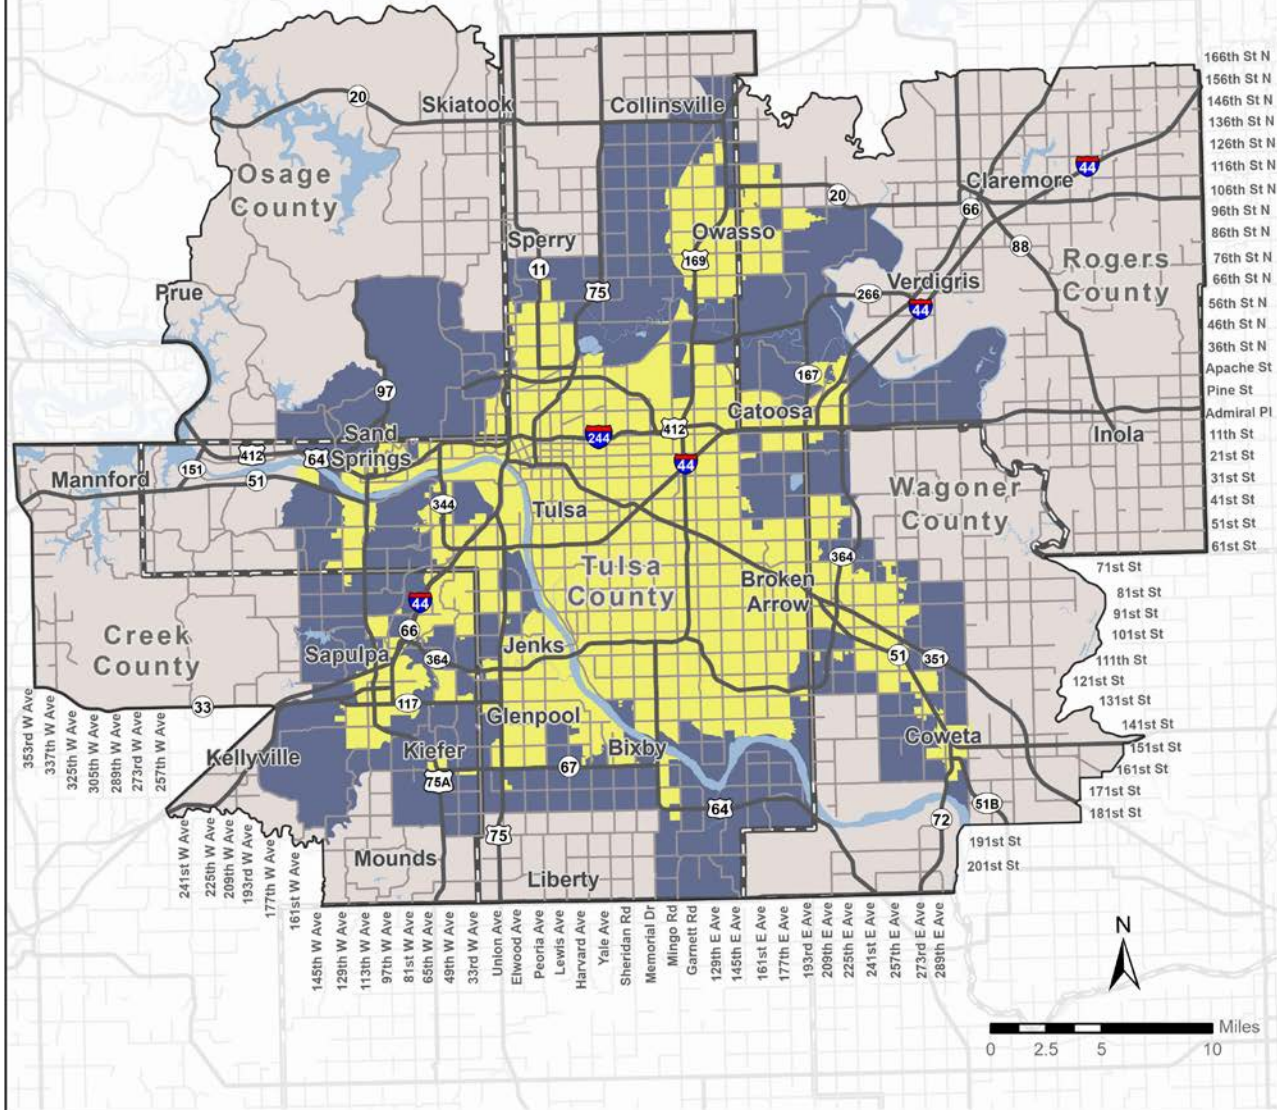 166th St N
156th St N
146th St N
136th St N
126th St N
116th St N
106th St N
96th St N
86th St N
76th St N
66th St N
56th St N
46th St N
36th St N
Apache St
Pine St
Admiral Pl
11th St
21st St
31st St
41st St
51st St
61st St
71st St
81st St
91st St
101st St
111th St
121st St
131st St
141st St
151st St
161st St
171st St
181st St
191st St
201st St
20
Skiatook
Collinsville
44
Osage
County
Claremore
20
66
Owasso
Sperry
11
169
88
Rogers
County
75
Prue
Verdigris
266
44
97
167
Catoosa
412
244
Sand
Springs
Inola
412
64
151
51
Mannford
44
Wagoner
County
344
Tulsa
364
Tulsa
County
Broken
Arrow
44
66
Creek
County
Sapulpa
364
Jenks
51
351
33
117
Glenpool
Coweta
Kellyville
Kiefer
Bixby
67
75A
64
51B
72
75
Mounds
Liberty
353rd W Ave
337th W Ave
325th W Ave
305th W Ave
289th W Ave
273rd W Ave
257th W Ave
241st W Ave
225th W Ave
209th W Ave
193rd W Ave
177th W Ave
161st W Ave
145th W Ave
129th W Ave
113th W Ave
97th W Ave
81st W Ave
65th W Ave
49th W Ave
33rd W Ave
Union Ave
Elwood Ave
Peoria Ave
Lewis Ave
Harvard Ave
Yale Ave
Sheridan Rd
Memorial Dr
Mingo Rd
Garnett Rd
129th E Ave
145th E Ave
161st E Ave
177th E Ave
193rd E Ave
209th E Ave
225th E Ave
241st E Ave
257th E Ave
273rd E Ave
289th E Ave
N
Miles
0 2.5 5 10